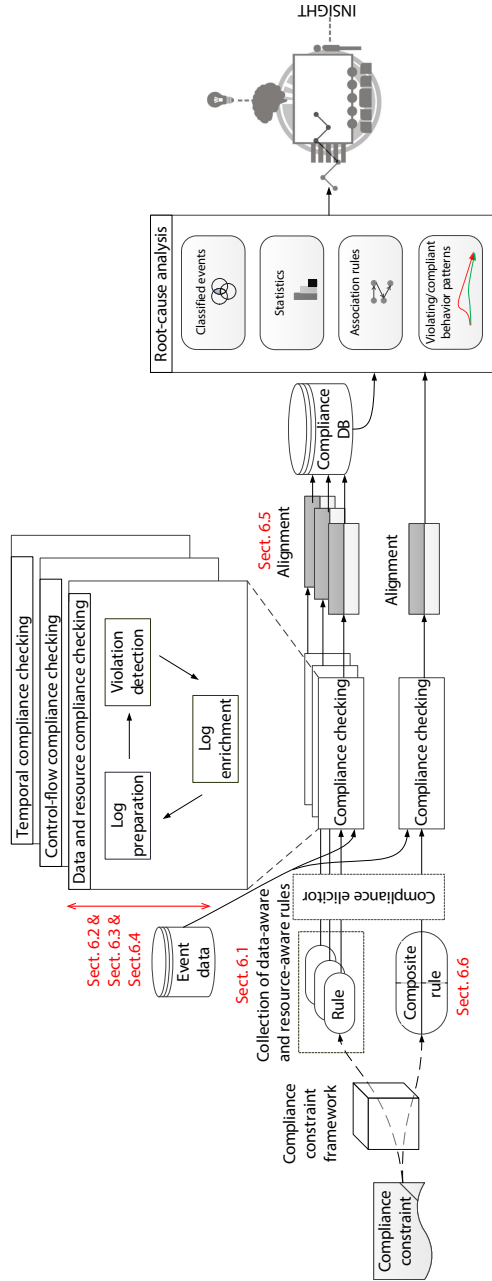 Compliance
constraint
Compliance
constraint
framework
Sect. 6.1
Collection of data-aware
and resource-aware rules
Rule
Composite
rule
Sect. 6.6
Compliance elicitor
Event
data
Sect. 6.2 &
Sect. 6.3 &
Sect.6.4
Temporal compliance checking
Control-flow compliance checking
Data and resource compliance checking
Log
preparation
Violation
detection
Log
enrichment
Compliance checking
Compliance checking
Sect. 6.5
Alignment
Alignment
Compliance
DB
Root-cause analysis
Classified events
Statistics
Association rules
Violating/compliant
behavior patterns
INSIGHT